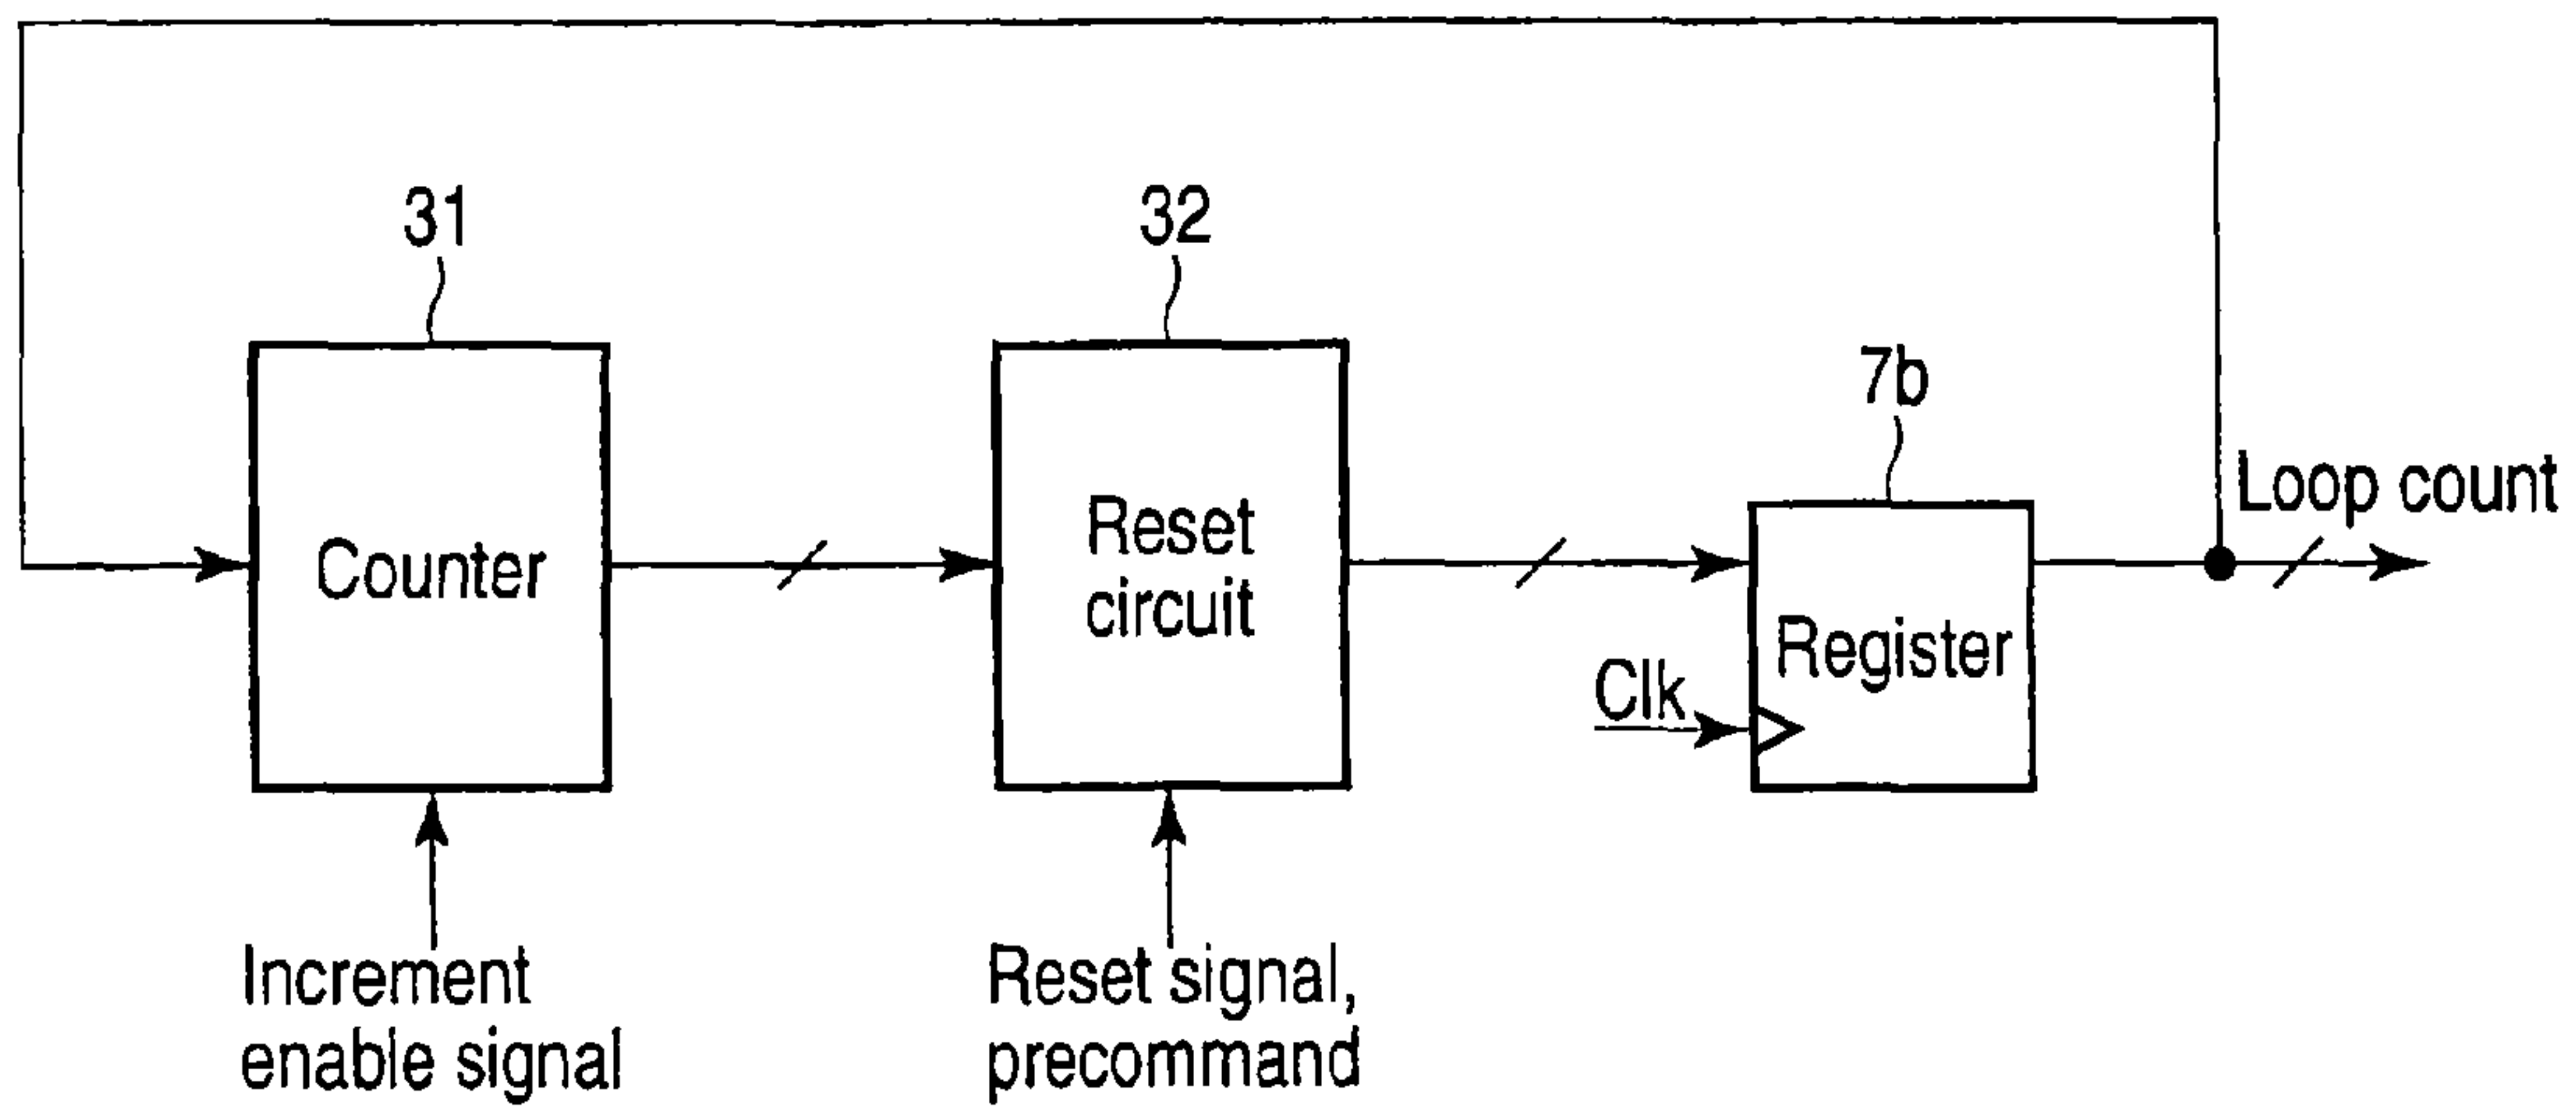 31
32
7b
Loop count
Counter
Reset
circuit
Register
Clk
Increment
enable signal
Reset signal,
precommand